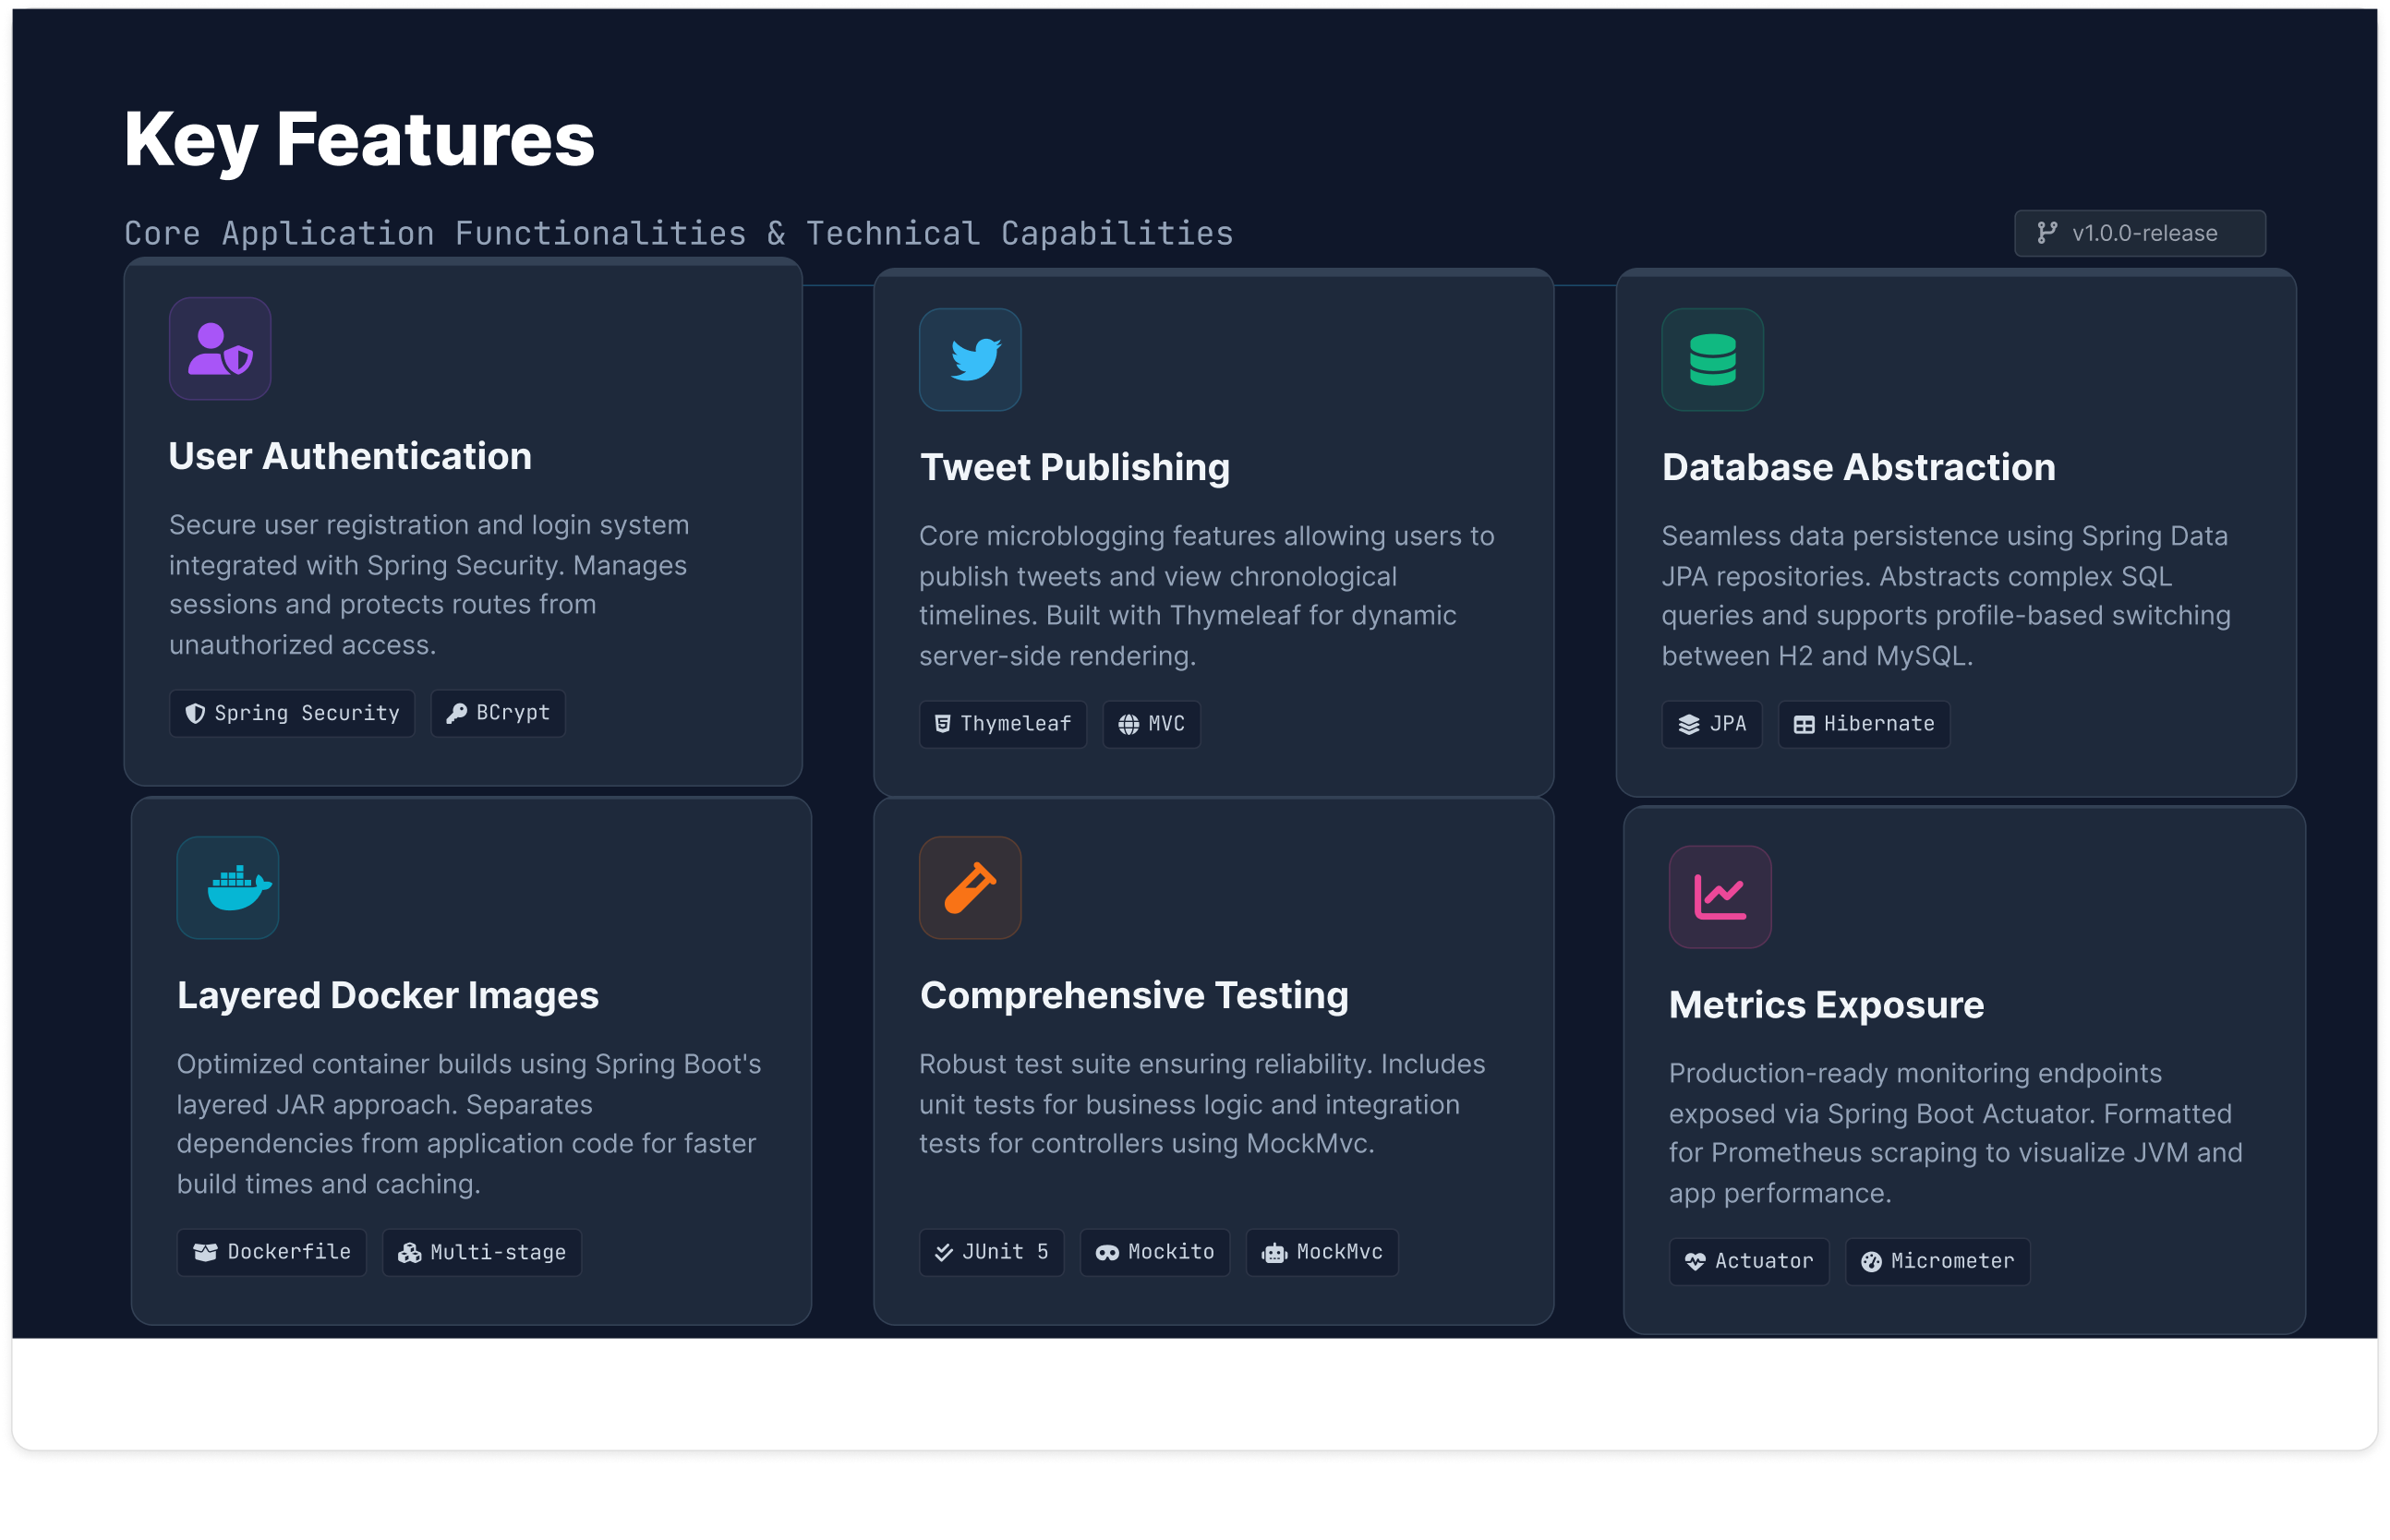 Key Features
Core Application Functionalities & Technical Capabilities
v1.0.0-release
User Authentication
Secure user registration and login system
integrated with Spring Security. Manages
sessions and protects routes from
unauthorized access.
Spring Security
BCrypt
Tweet Publishing
Core microblogging features allowing users to
publish tweets and view chronological
timelines. Built with Thymeleaf for dynamic
server-side rendering.
Thymeleaf
MVC
Database Abstraction
Seamless data persistence using Spring Data
JPA repositories. Abstracts complex SQL
queries and supports profile-based switching
between H2 and MySQL.
JPA
Hibernate
Layered Docker Images
Optimized container builds using Spring Boot's
layered JAR approach. Separates
dependencies from application code for faster
build times and caching.
Dockerfile
Multi-stage
Comprehensive Testing
Robust test suite ensuring reliability. Includes
unit tests for business logic and integration
tests for controllers using MockMvc.
JUnit 5
Mockito
MockMvc
Metrics Exposure
Production-ready monitoring endpoints
exposed via Spring Boot Actuator. Formatted
for Prometheus scraping to visualize JVM and
app performance.
Actuator
Micrometer